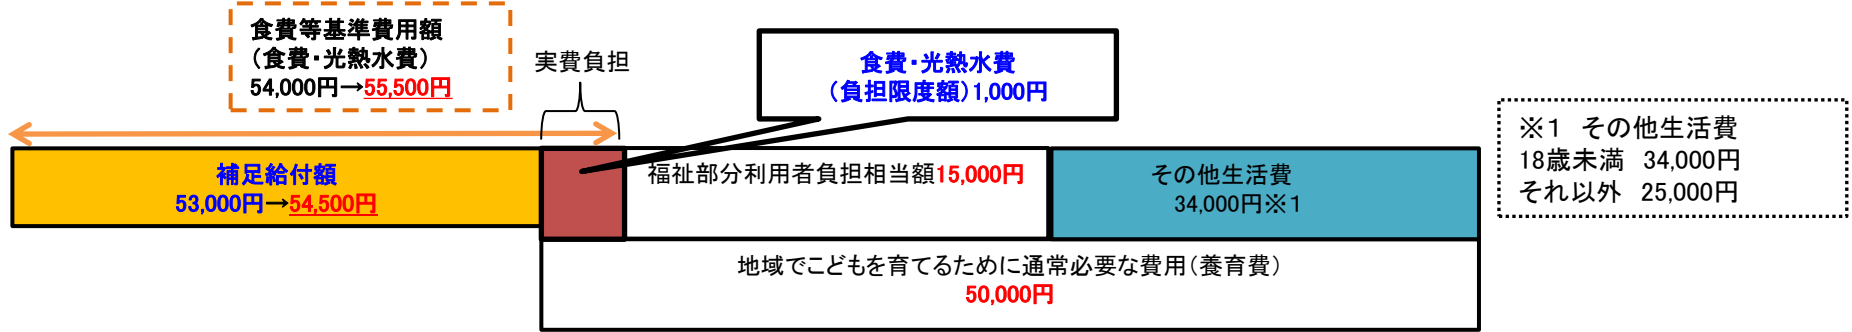 食費等基準費用額
(食費・光熱水費)
54,000円→55,500円
実費負担
食費・光熱水費
(負担限度額)1,000円
※1 その他生活費
18歳未満 34,000円
それ以外 25,000円
補足給付額
53,000円→54,500円
福祉部分利用者負担相当額15,000円
その他生活費
34,000円※1
地域でこどもを育てるために通常必要な費用(養育費)
50,000円